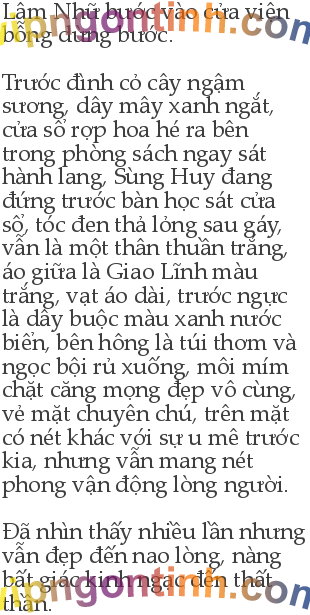 Lâm Nhữ bước vào cửa viện
bỗng dừng bước.
Trước đình cỏ cây ngậm
sương, dây mây xanh ngắt,
cửa sổ rợp hoa hé ra bên
trong phòng sách ngay sát
hành lang, Sùng Huy đang
đứng trước bàn học sát cửa
sổ, tóc đen thả lỏng sau gáy,
vẫn là một thân thuần trắng,
áo giữa là Giao Lĩnh màu
trắng, vạt áo dài, trước ngực
là dây buộc màu xanh nước
biển, bên hông là túi thơm và
ngọc bội rủ xuống, môi mím
chặt căng mọng đẹp vô cùng,
vẻ mặt chuyên chú, trên mặt
có nét khác với sự u mê trước
kia, nhưng vẫn mang nét
phong vận động lòng người.
Đã nhìn thấy nhiều lần nhưng
vẫn đẹp đến nao lòng, nàng
bất giác kinh ngạc đến thất
thần.
vipngontinh.com
vipngontinh.com